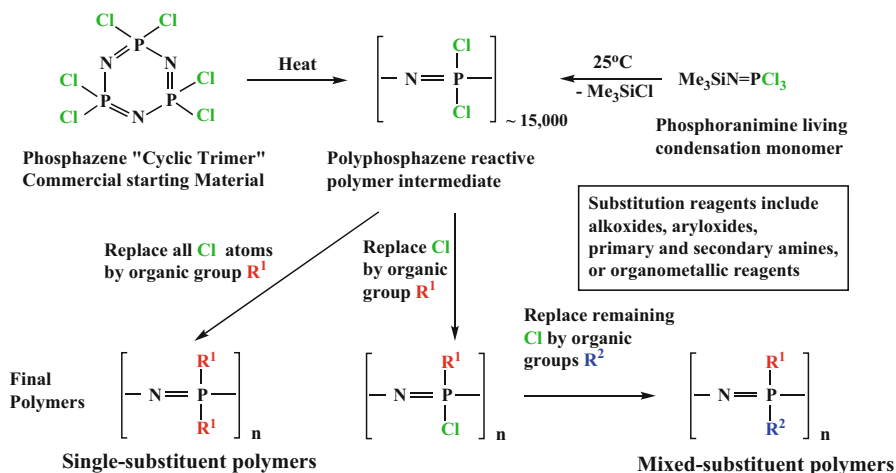 Cl Cl
P
N N
Cl Cl
P P
Cl N Cl
Heat
Cl
N P
Cl
~ 15,000
25°C
- Me3SiCl
Me3SiN=PCl3
Phosphazene "Cyclic Trimer"
Commercial starting Material
Polyphosphazene reactive
polymer intermediate
Phosphoranimine living
condensation monomer
Substitution reagents include
alkoxides, aryloxides,
primary and secondary amines,
or organometallic reagents
Replace all Cl atoms
by organic group R¹
Replace Cl
by organic
group R¹
Replace remaining
Cl by organic
groups R²
Final
Polymers
R¹
N P
R¹
n
R¹
N P
Cl
n
R¹
N P
R²
n
Single-substituent polymers
Mixed-substituent polymers